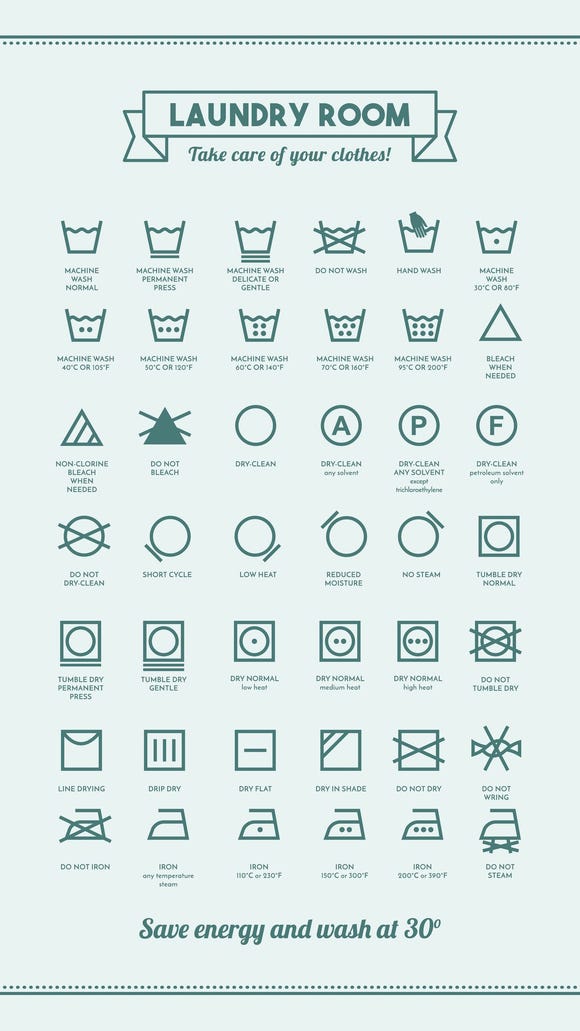 LAUNDRY ROOM
Take care of your clothes!
MACHINE
WASH
NORMAL
MACHINE WASH
PERMANENT
PRESS
MACHINE WASH
DELICATE OR
GENTLE
DO NOT WASH
HAND WASH
MACHINE
WASH
30°C OR 80°F
MACHINE WASH
40°C OR 105°F
MACHINE WASH
50°C OR 120°F
MACHINE WASH
60°C OR 140°F
MACHINE WASH
70°C OR 160°F
MACHINE WASH
95°C OR 200°F
BLEACH
WHEN
NEEDED
NON-CLORINE
BLEACH
WHEN
NEEDED
DO NOT
BLEACH
DRY-CLEAN
A
DRY-CLEAN
any solvent
P
DRY-CLEAN
ANY SOLVENT
except
trichloroethylene
F
DRY-CLEAN
petroleum solvent
only
DO NOT
DRY-CLEAN
SHORT CYCLE
LOW HEAT
REDUCED
MOISTURE
NO STEAM
TUMBLE DRY
NORMAL
TUMBLE DRY
PERMANENT
PRESS
TUMBLE DRY
GENTLE
DRY NORMAL
low heat
DRY NORMAL
medium heat
DRY NORMAL
high heat
DO NOT
TUMBLE DRY
LINE DRYING
DRIP DRY
DRY FLAT
DRY IN SHADE
DO NOT DRY
DO NOT
WRING
DO NOT IRON
IRON
any temperature
steam
IRON
110°C or 230°F
IRON
150°C or 300°F
IRON
200°C or 390°F
DO NOT
STEAM
Save energy and wash at 30°